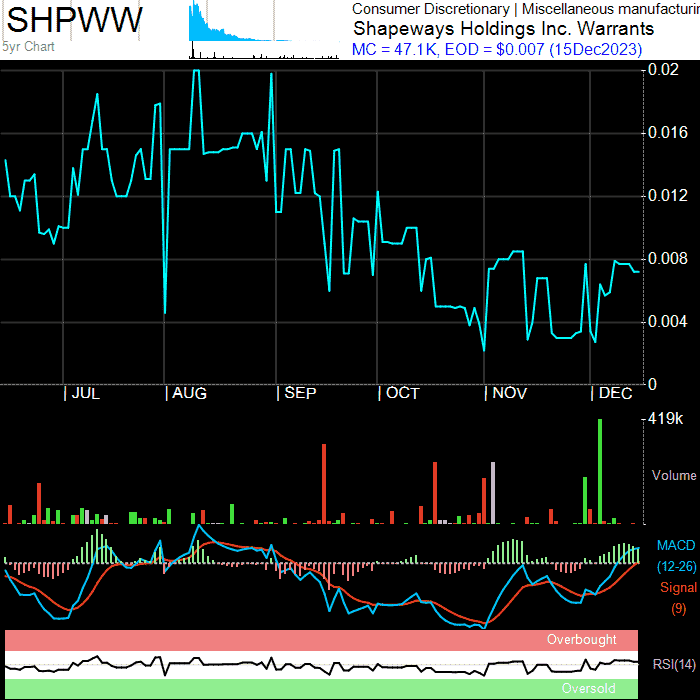 SHPWW
5yr Chart
Consumer Discretionary | Miscellaneous manufacturin
Shapeways Holdings Inc. Warrants
MC = 47.1K, EOD = $0.007 (15Dec2023)
0.02
0.016
0.012
0.008
0.004
0
JUL AUG SEP OCT NOV DEC
419k
Volume
MACD
(12-26)
Signal
(9)
Overbought
RSI(14)
Oversold